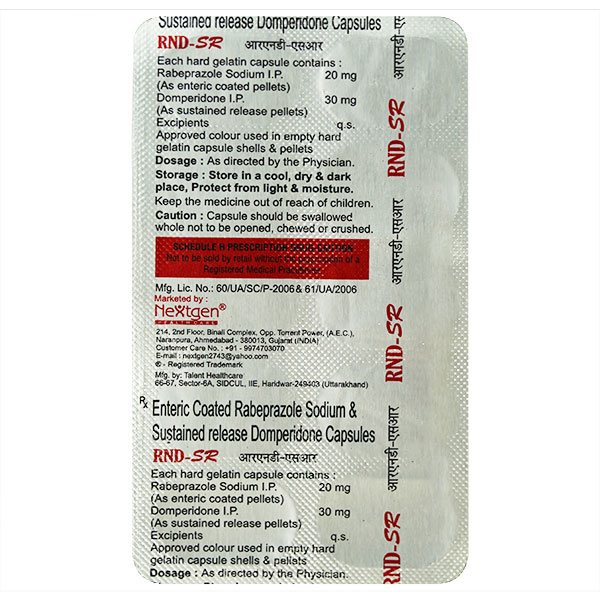 Sustained release Domperidone Capsules
RND-SR आरएनडी-एसआर
Each hard gelatin capsule contains :
Rabeprazole Sodium I.P. 20 mg
(As enteric coated pellets)
Domperidone I.P. 30 mg
(As sustained release pellets)
Excipients q.s.
Approved colour used in empty hard
gelatin capsule shells & pellets
Dosage : As directed by the Physician.
Storage : Store in a cool, dry & dark
place, Protect from light & moisture.
Keep the medicine out of reach of children.
Caution : Capsule should be swallowed
whole not to be opened, chewed or crushed.
SCHEDULE H PRESCRIPTION DRUG-CAUTION
Not to be sold by retail without the prescription of a
Registered Medical Practitioner.
Mfg. Lic. No.: 60/UA/SC/P-2006 & 61/UA/2006
Marketed by :
Nextgen®
HEALTHCARE
214, 2nd Floor, Binali Complex, Opp. Torrent Power, (A.E.C.),
Naranpura, Ahmedabad - 380013, Gujarat (INDIA)
Customer Care No. : +91 - 9974703070
E-mail : nextgen2743@yahoo.com
® - Registered Trademark
Mfg. by: Talent Healthcare
66-67, Sector-6A, SIDCUL, IIE, Haridwar-249403 (Uttarakhand)
Rx Enteric Coated Rabeprazole Sodium &
Sustained release Domperidone Capsules
RND-SR आरएनडी-एसआर
Each hard gelatin capsule contains :
Rabeprazole Sodium I.P. 20 mg
(As enteric coated pellets)
Domperidone I.P. 30 mg
(As sustained release pellets)
Excipients q.s.
Approved colour used in empty hard
gelatin capsule shells & pellets
Dosage : As directed by the Physician.
आरएनडी-एसआर
RND-SR
आरएनडी-एसआर
RND-SR
आरएनडी-एसआर
RND-SR